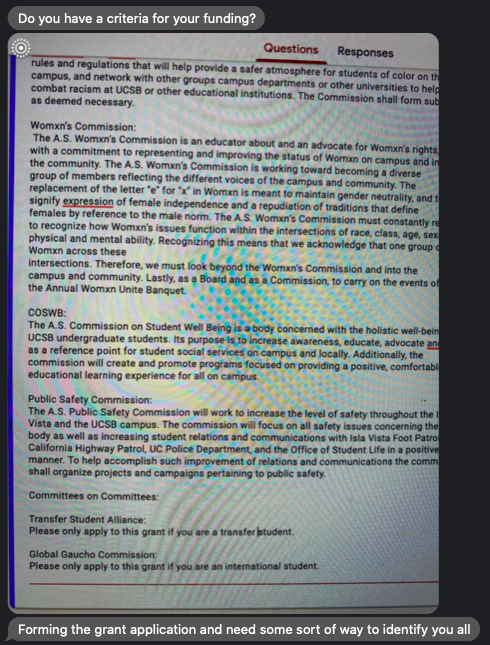 Do you have a criteria for your funding?
Questions Responses
rules and regulations that will help provide a safer atmosphere for students of color on th
campus, and network with other groups campus departments or other universities to help
combat racism at UCSB or other educational institutions. The Commission shall form sub
as deemed necessary.
Womxn's Commission:
The A.S. Womxn's Commission is an educator about and an advocate for Womxn's rights,
with a commitment to representing and improving the status of Womxn on campus and in
the community. The A.S. Womxn's Commission is working toward becoming a diverse
group of members reflecting the different voices of the campus and community. The
replacement of the letter "e" for "x" in Womxn is meant to maintain gender neutrality, and t
signify expression of female independence and a repudiation of traditions that define
females by reference to the male norm. The A.S. Womxn's Commission must constantly re
to recognize how Womxn's issues function within the intersections of race, class, age, sex
physical and mental ability. Recognizing this means that we acknowledge that one group o
Womxn across these
intersections. Therefore, we must look beyond the Womxn's Commission and into the
campus and community. Lastly, as a Board and as a Commission, to carry on the events of
the Annual Womxn Unite Banquet.
COSWB:
The A.S. Commission on Student Well Being is a body concerned with the holistic well-bein
UCSB undergraduate students. Its purpose is to increase awareness, educate, advocate and
as a reference point for student social services on campus and locally. Additionally, the
commission will create and promote programs focused on providing a positive, comfortabl
educational learning experience for all on campus.
Public Safety Commission:
The A.S. Public Safety Commission will work to increase the level of safety throughout the I
Vista and the UCSB campus. The commission will focus on all safety issues concerning the
body as well as increasing student relations and communications with Isla Vista Foot Patro
California Highway Patrol, UC Police Department, and the Office of Student Life in a positive
manner. To help accomplish such improvement of relations and communications the comm
shall organize projects and campaigns pertaining to public safety.
Committees on Committees:
Transfer Student Alliance:
Please only apply to this grant if you are a transfer student.
Global Gaucho Commission:
Please only apply to this grant if you are an international student.
Forming the grant application and need some sort of way to identify you all